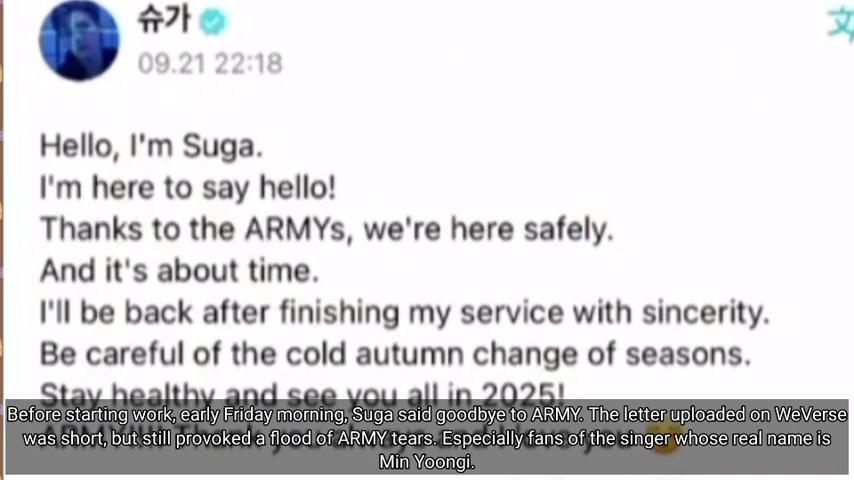 슈가
文
09.21 22:18
Hello, I'm Suga.
I'm here to say hello!
Thanks to the ARMYs, we're here safely.
And it's about time.
I'll be back after finishing my service with sincerity.
Be careful of the cold autumn change of seasons.
Stay healthy and see you all in 2025!
Before starting work, early Friday morning, Suga said goodbye to ARMY. The letter uploaded on WeVerse
was short, but still provoked a flood of ARMY tears. Especially fans of the singer whose real name is
Min Yoongi.